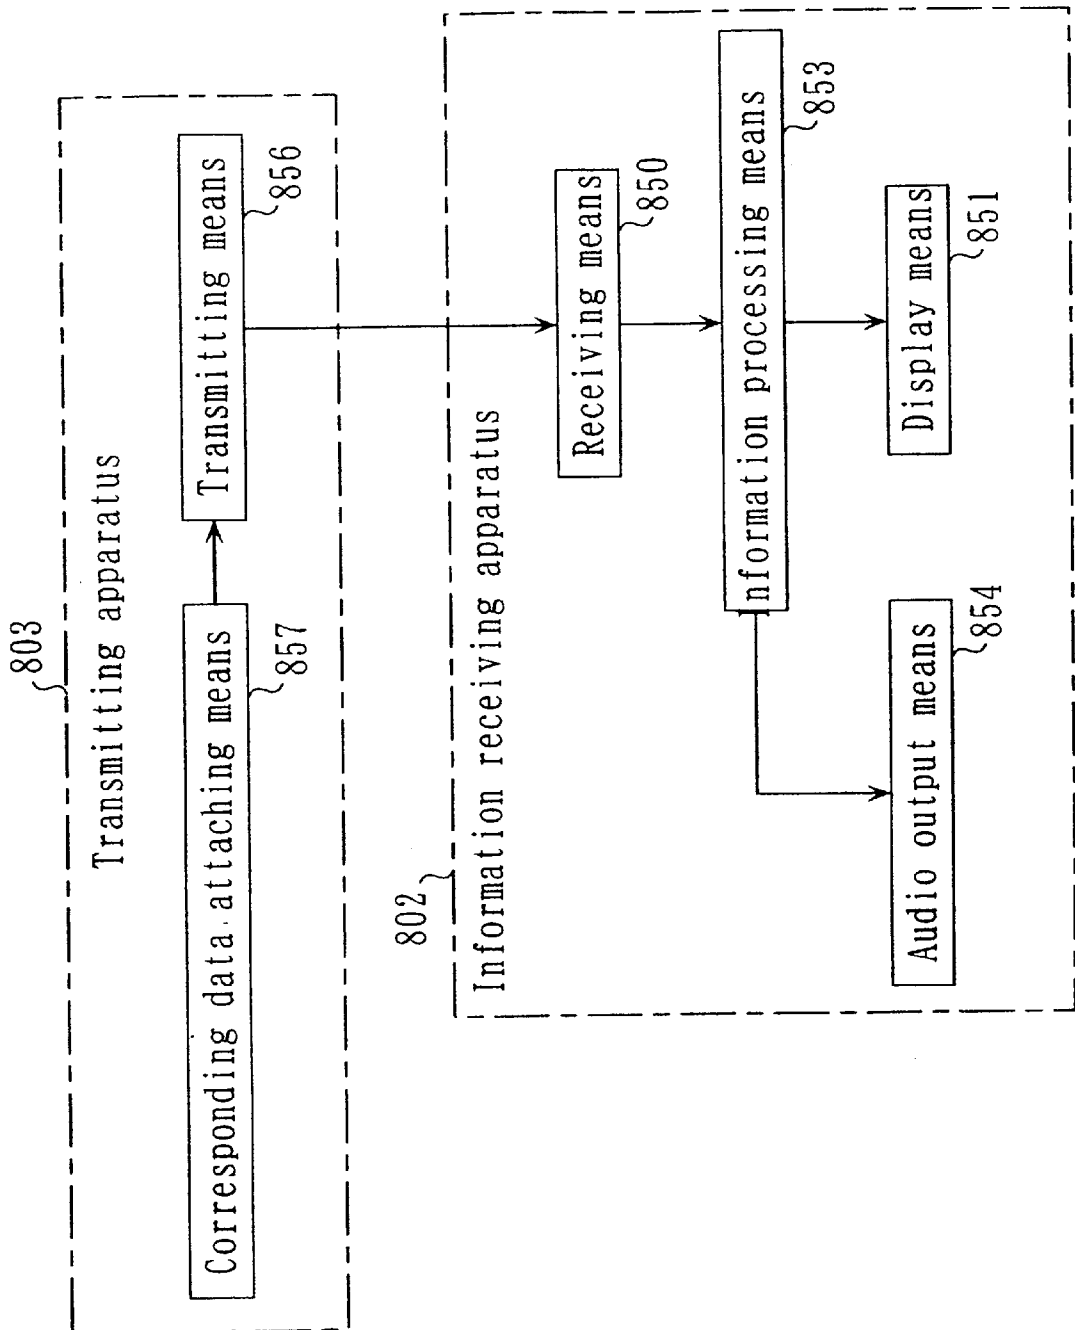 803
Transmitting apparatus
Corresponding data attaching means
857
Transmitting means
856
802
Information receiving apparatus
Receiving means
850
Information processing means
853
Audio output means
854
Display means
851